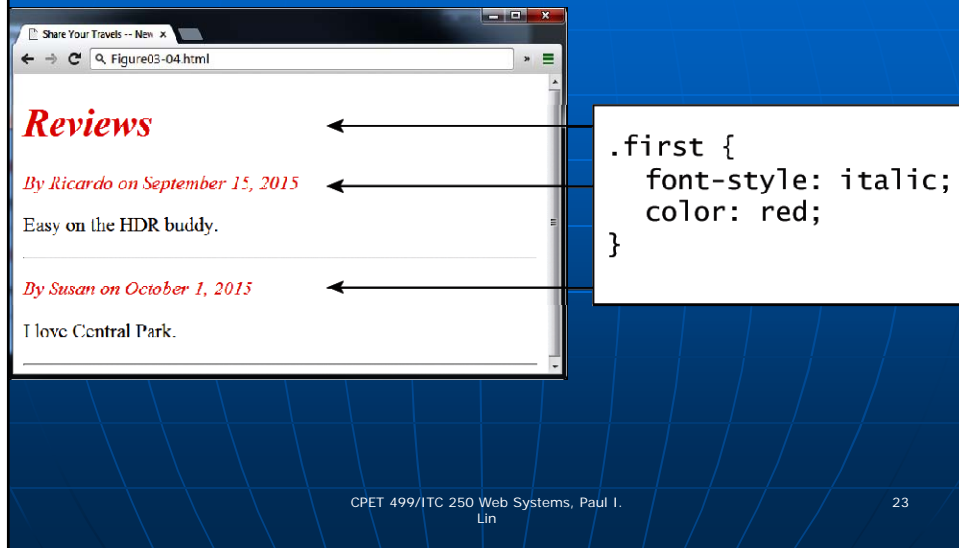 Share Your Travels -- New
Figure03-04.html
Reviews
By Ricardo on September 15, 2015
Easy on the HDR buddy.
By Susan on October 1, 2015
I love Central Park.
.first {
font-style: italic;
color: red;
}
CPET 499/ITC 250 Web Systems, Paul I.
Lin
23